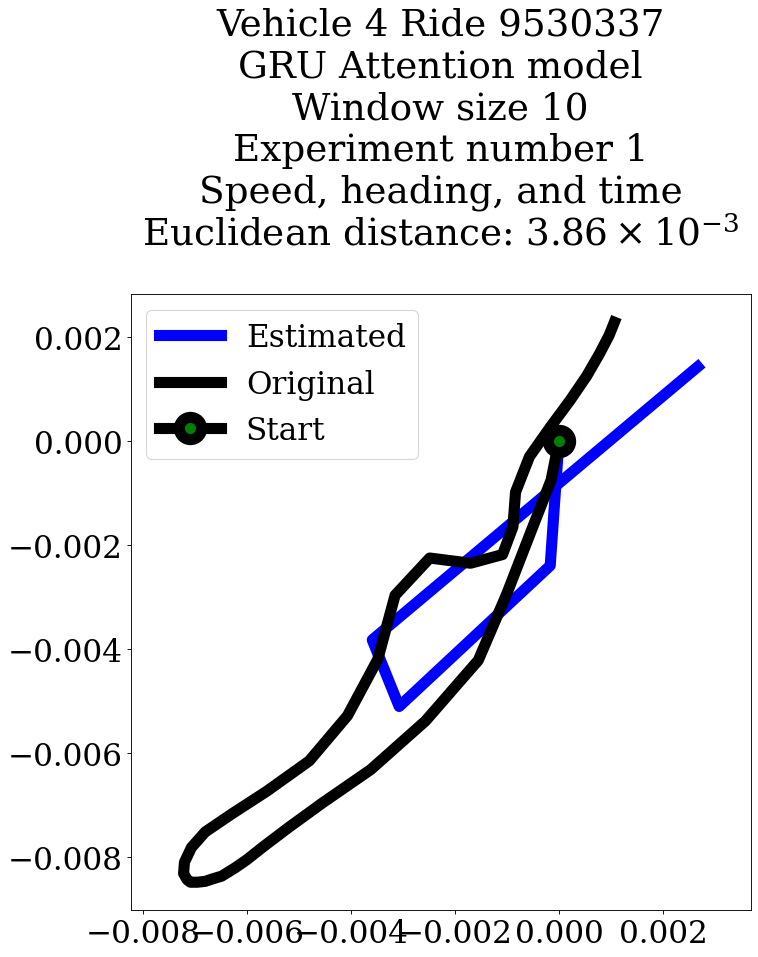 Vehicle 4 Ride 9530337
GRU Attention model
Window size 10
Experiment number 1
Speed, heading, and time
Euclidean distance: 3.86 × 10⁻³
Estimated
Original
Start
0.002
0.000
−0.002
−0.004
−0.006
−0.008
−0.008 −0.006 −0.004 −0.002 0.000 0.002